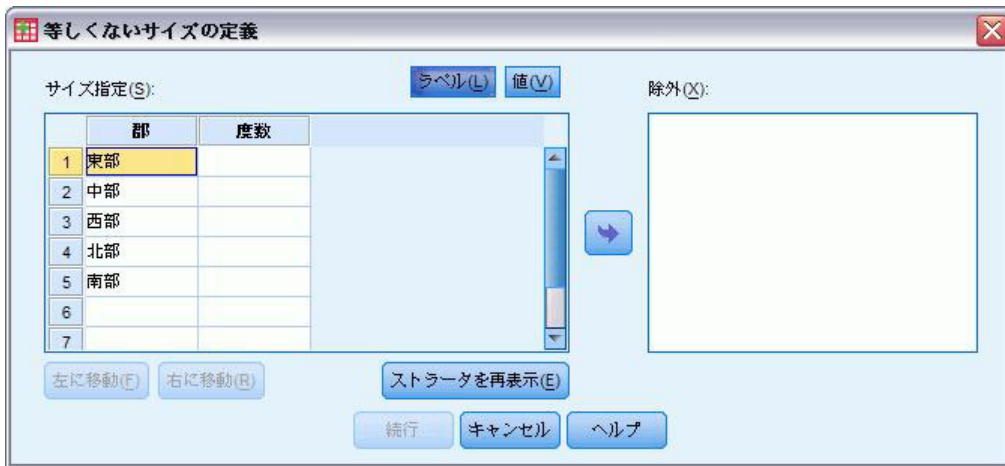 等しくないサイズの定義
サイズ指定(S): ラベル(L) 値(V) 除外(X):
郡 度数
1 東部
2 中部
3 西部
4 北部
5 南部
6
7
左に移動(F) 右に移動(R) ストラータを再表示(E)
続行 キャンセル ヘルプ